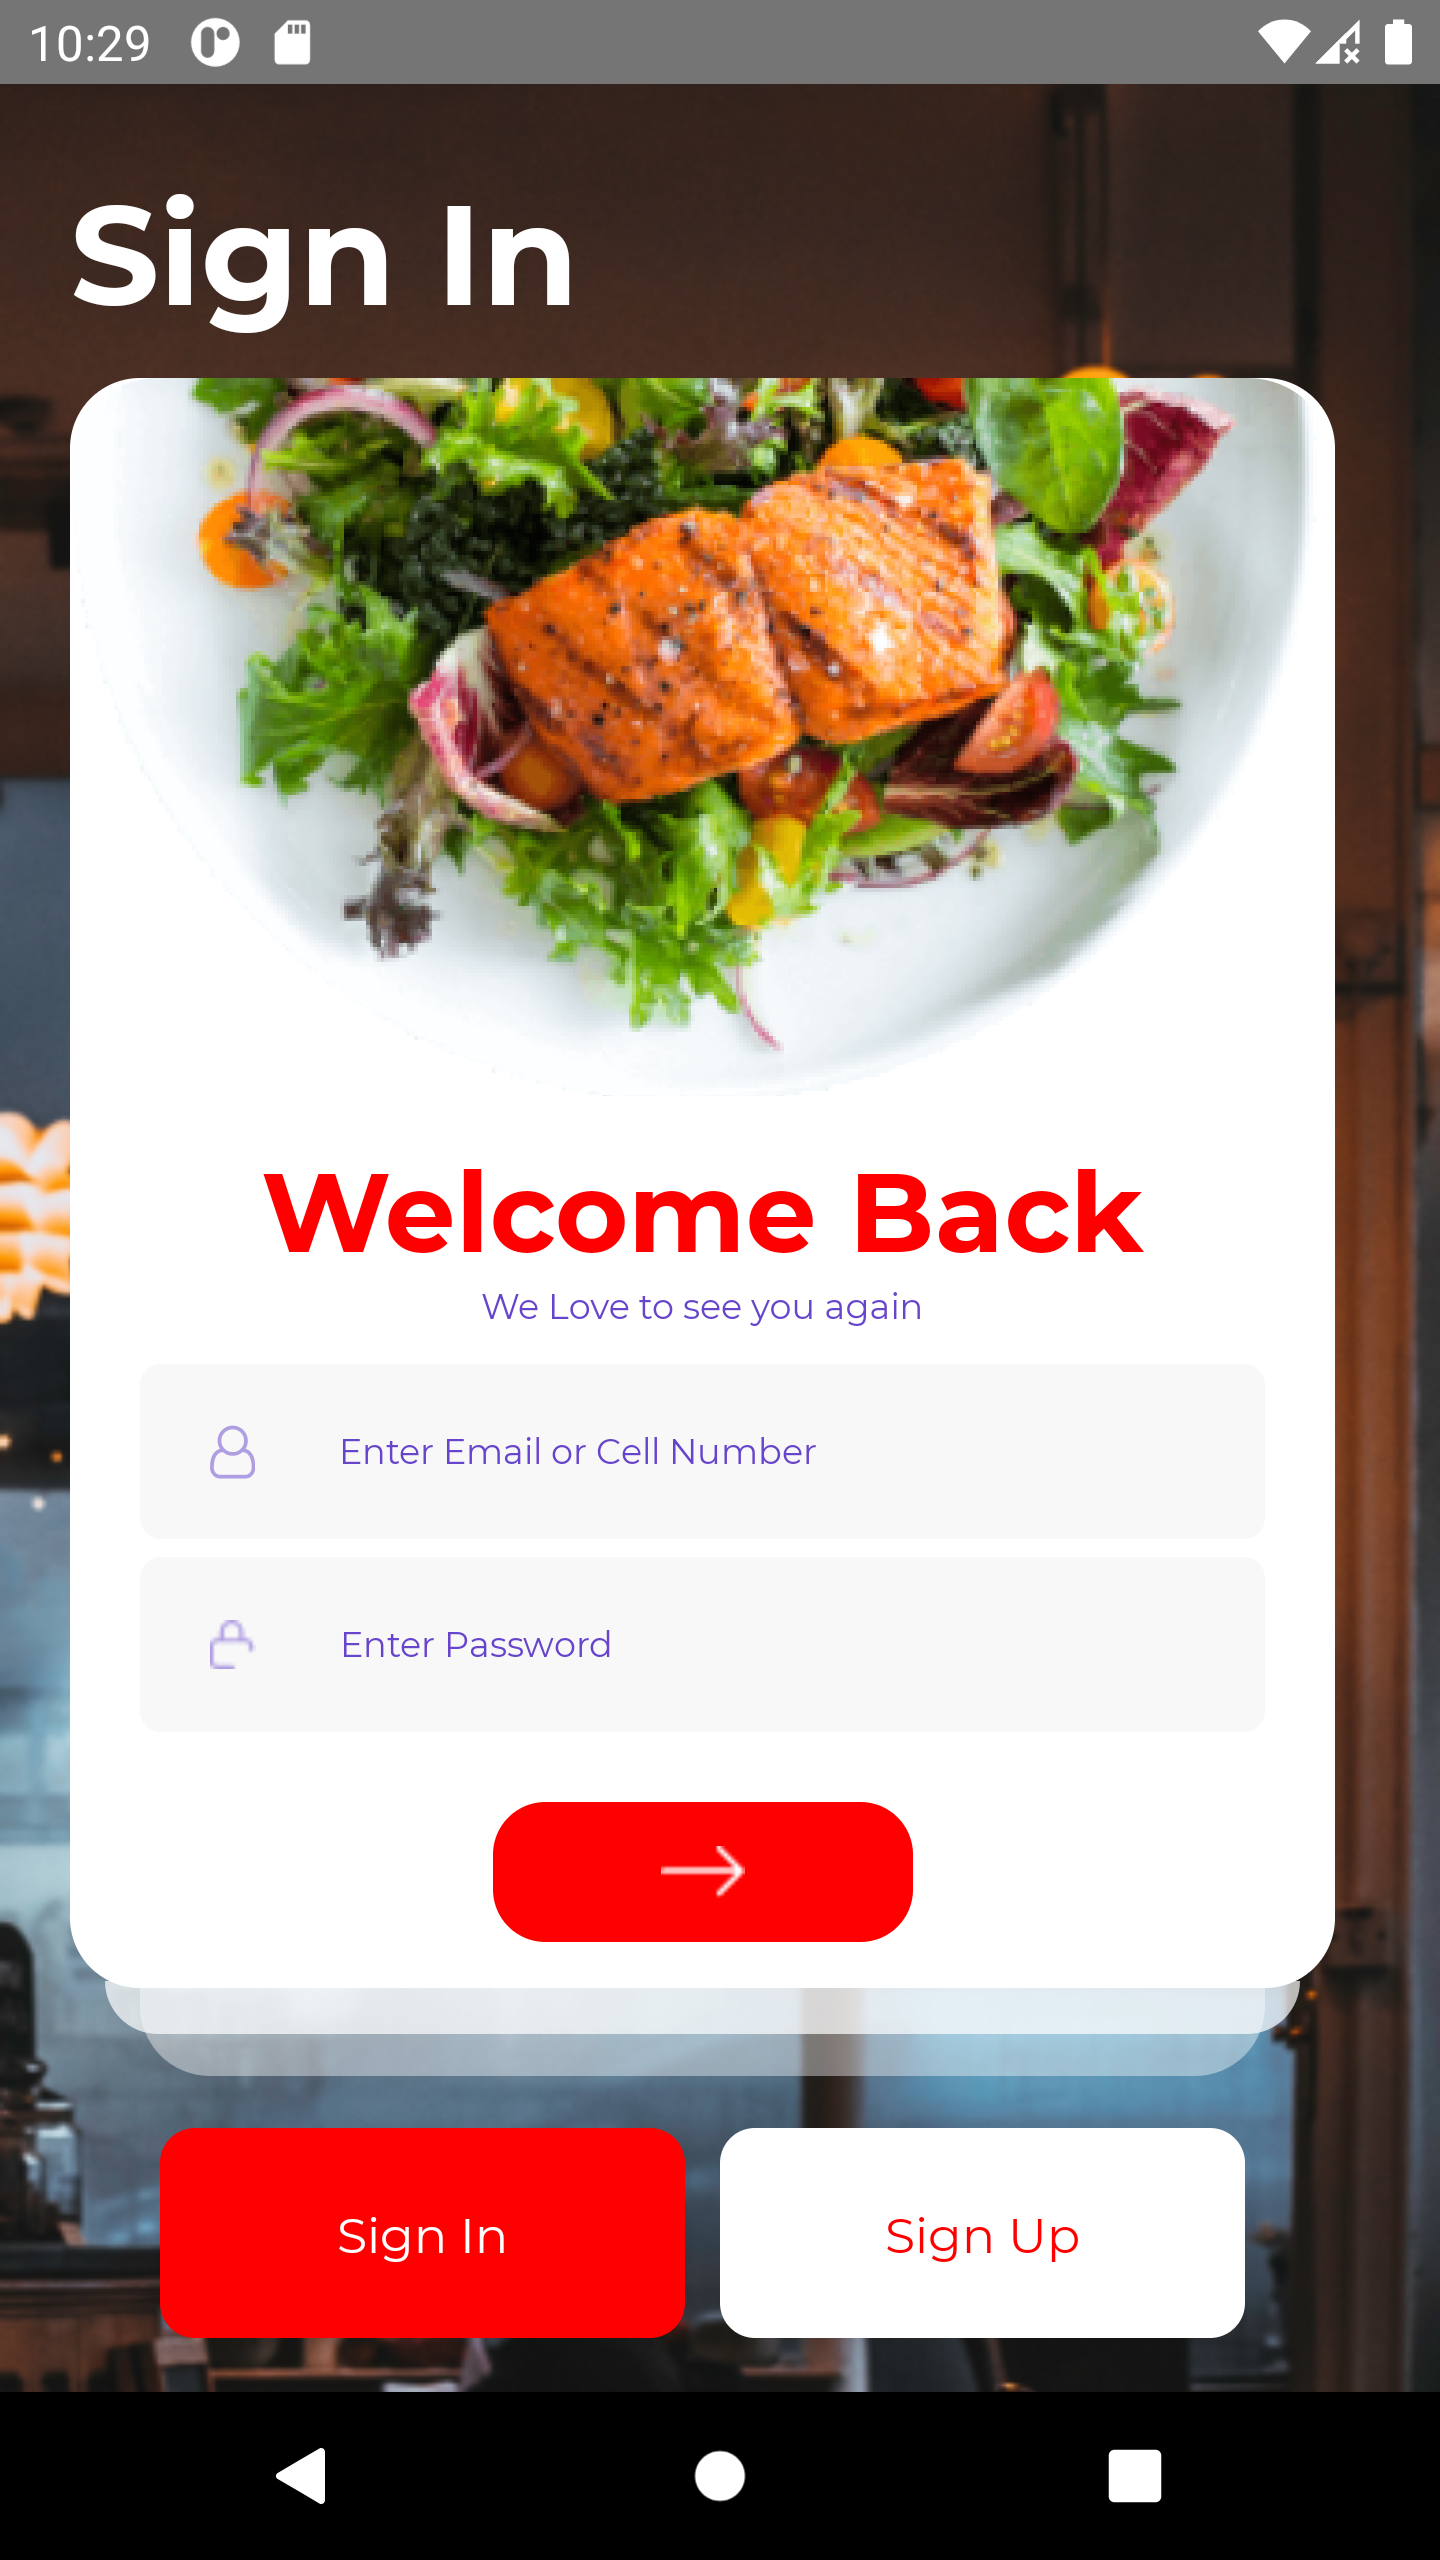 10:29
Sign In
Welcome Back
We Love to see you again
Enter Email or Cell Number
Enter Password
Sign In
Sign Up